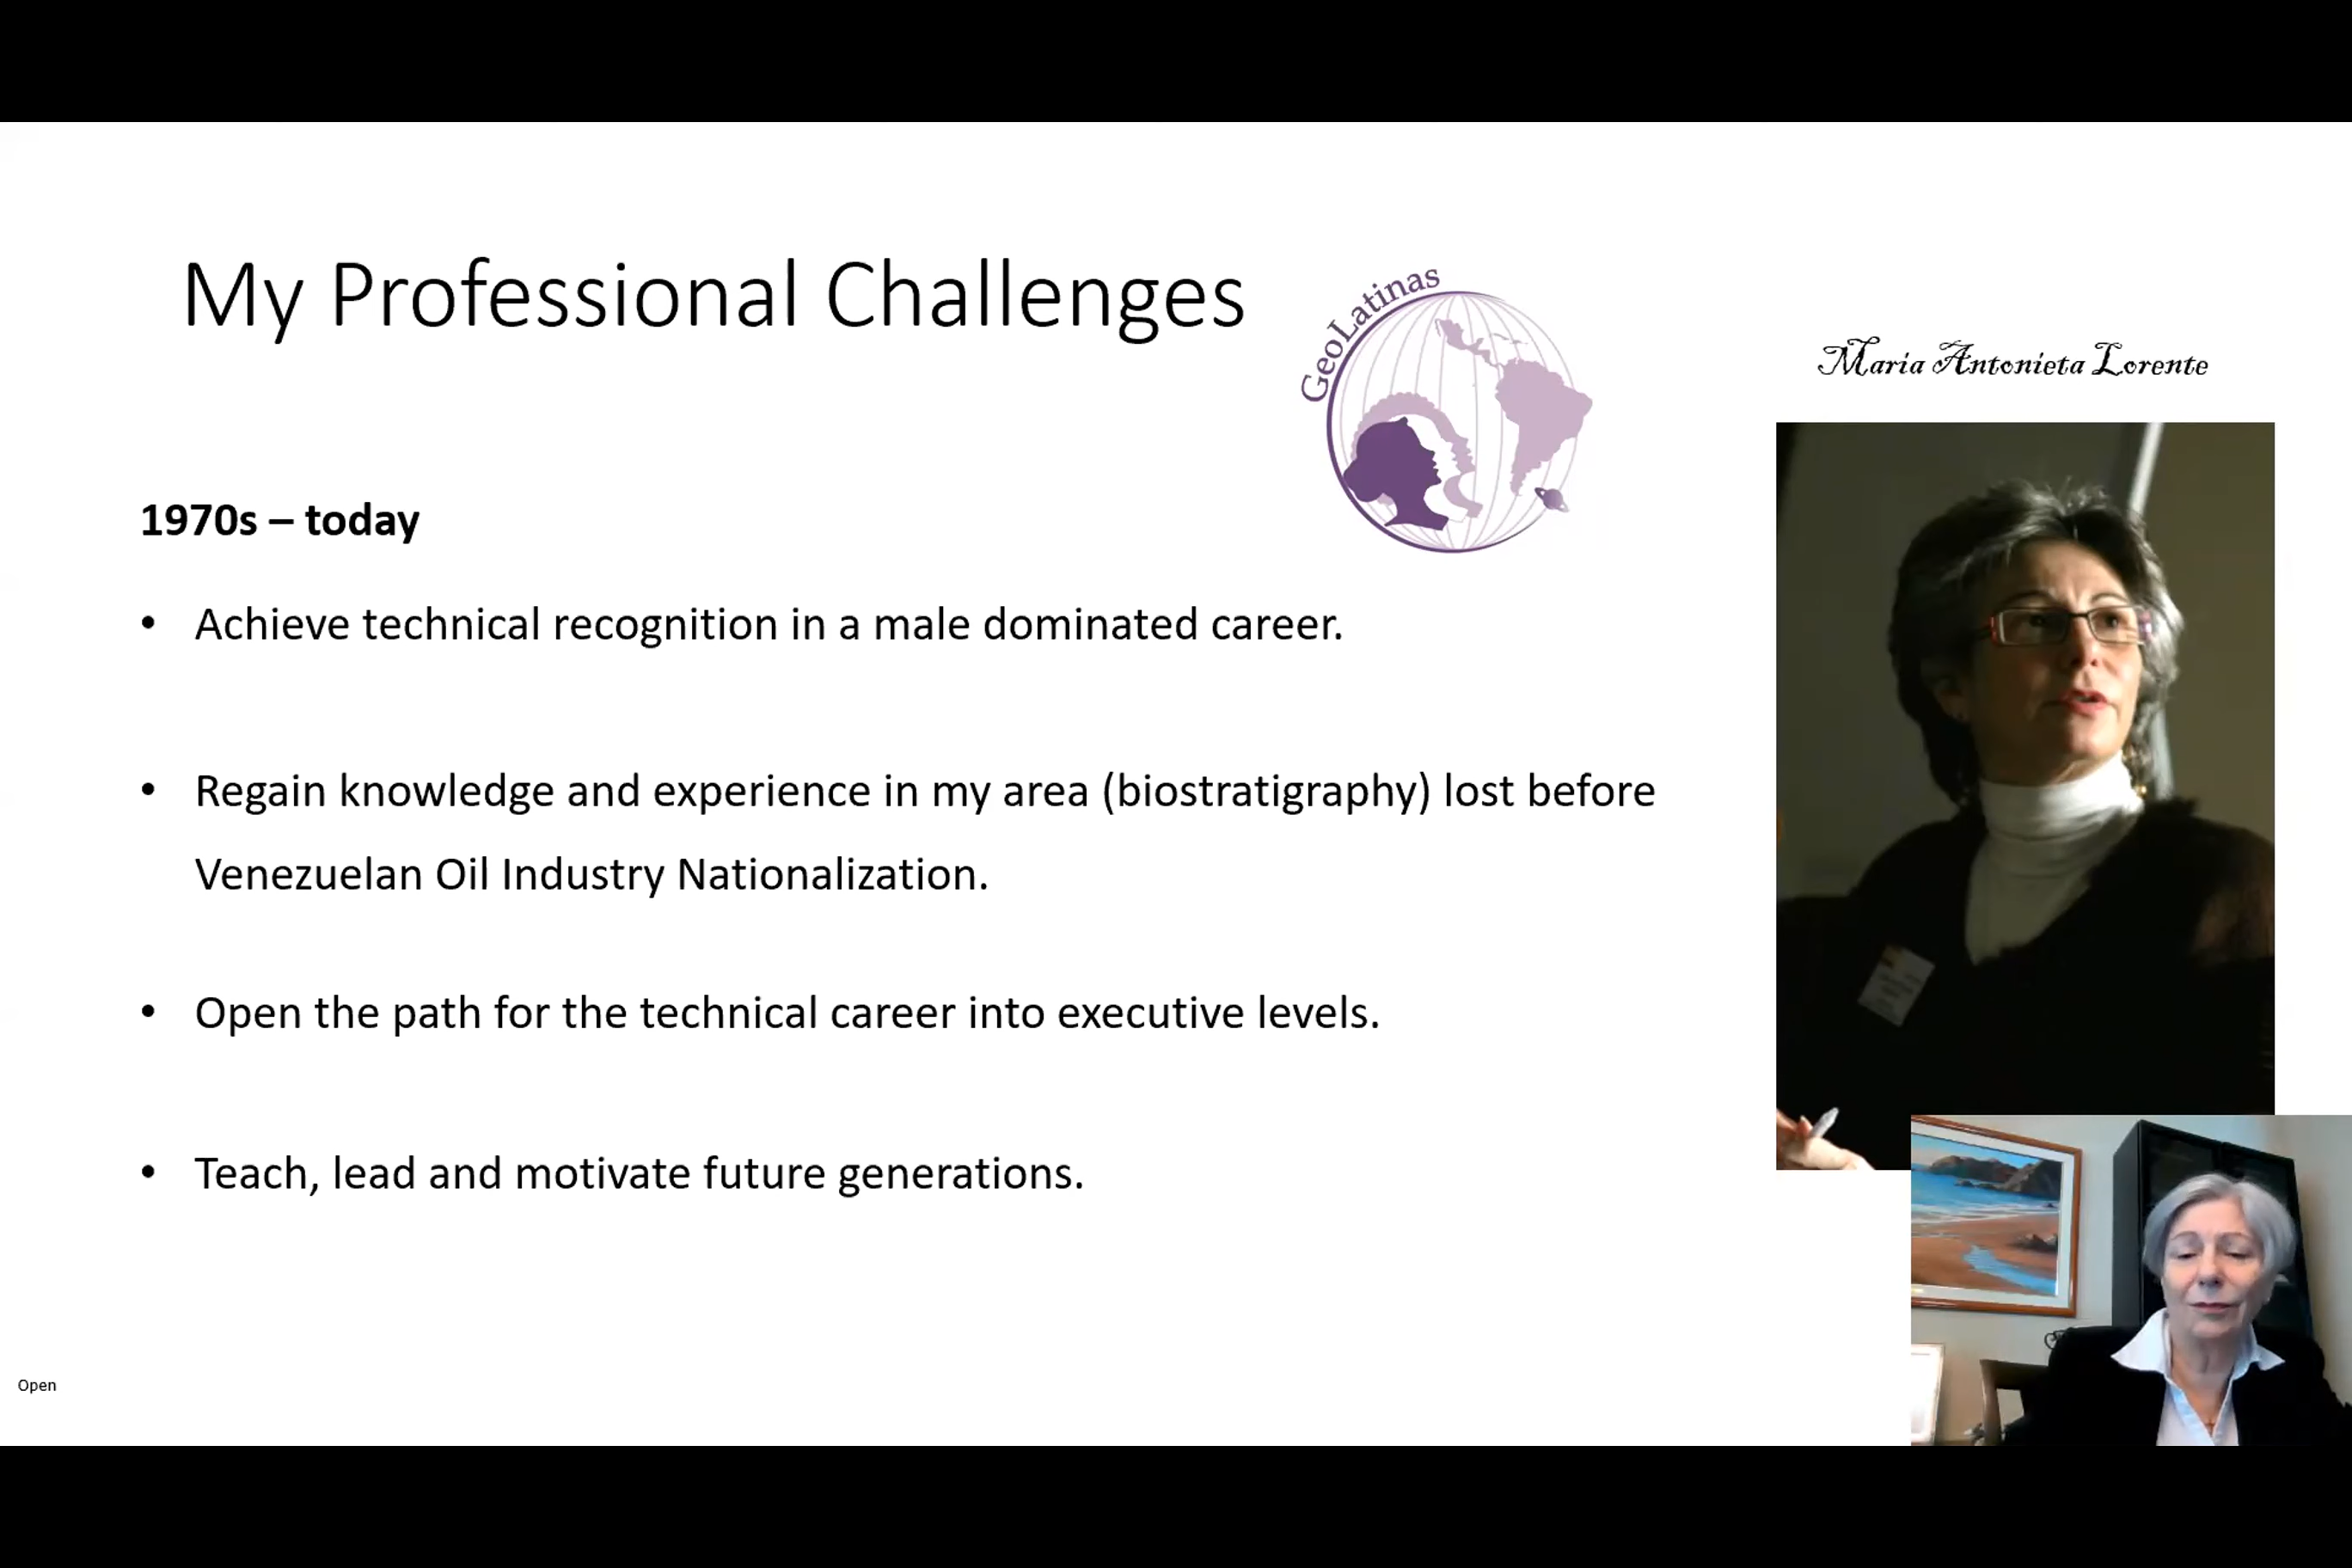 My Professional Challenges
GeoLatinas
Maria Antonieta Lorente
1970s – today
• Achieve technical recognition in a male dominated career.
• Regain knowledge and experience in my area (biostratigraphy) lost before
Venezuelan Oil Industry Nationalization.
• Open the path for the technical career into executive levels.
• Teach, lead and motivate future generations.
Open